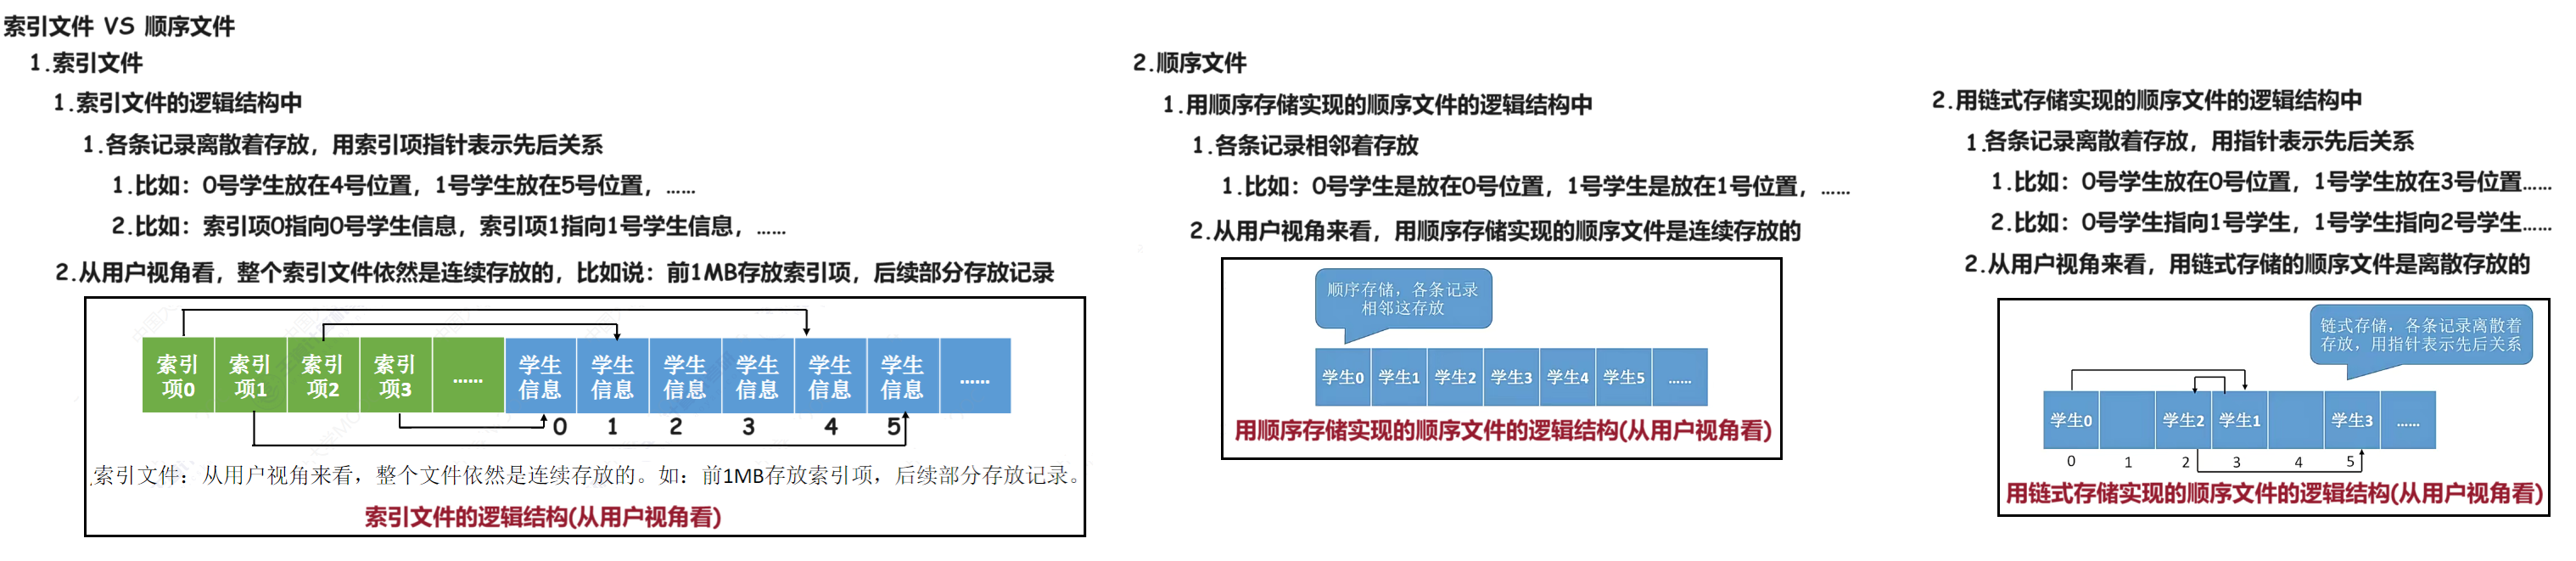 索引文件 VS 顺序文件
1.索引文件
1.索引文件的逻辑结构中
1.各条记录离散着存放，用索引项指针表示先后关系
1.比如：0号学生放在4号位置，1号学生放在5号位置，……
2.比如：索引项0指向0号学生信息，索引项1指向1号学生信息，……
2.从用户视角看，整个索引文件依然是连续存放的，比如说：前1MB存放索引项，后续部分存放记录
索引项0 索引项1 索引项2 索引项3 …… 学生信息 学生信息 学生信息 学生信息 学生信息 学生信息 ……
0 1 2 3 4 5
索引文件：从用户视角来看，整个文件依然是连续存放的。如：前1MB存放索引项，后续部分存放记录。
索引文件的逻辑结构(从用户视角看)
2.顺序文件
1.用顺序存储实现的顺序文件的逻辑结构中
1.各条记录相邻着存放
1.比如：0号学生是放在0号位置，1号学生是放在1号位置，……
2.从用户视角来看，用顺序存储实现的顺序文件是连续存放的
顺序存储，各条记录
相邻这存放
学生0 学生1 学生2 学生3 学生4 学生5 ……
用顺序存储实现的顺序文件的逻辑结构(从用户视角看)
2.用链式存储实现的顺序文件的逻辑结构中
1.各条记录离散着存放，用指针表示先后关系
1.比如：0号学生放在0号位置，1号学生放在3号位置……
2.比如：0号学生指向1号学生，1号学生指向2号学生……
2.从用户视角来看，用链式存储的顺序文件是离散存放的
链式存储，各条记录离散着
存放，用指针表示先后关系
学生0 学生2 学生1 学生3 ……
0 1 2 3 4 5
用链式存储实现的顺序文件的逻辑结构(从用户视角看)